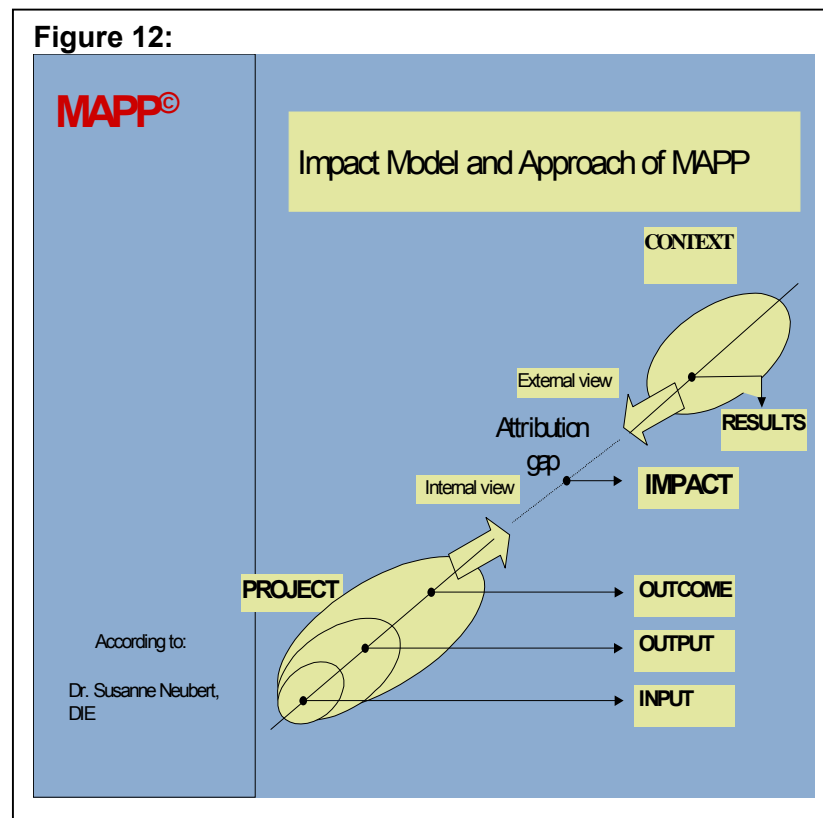 Figure 12:
MAPP©
Impact Model and Approach of MAPP
CONTEXT
External view
RESULTS
Attribution
gap
IMPACT
Internal view
PROJECT
OUTCOME
OUTPUT
INPUT
According to:
Dr. Susanne Neubert,
DIE